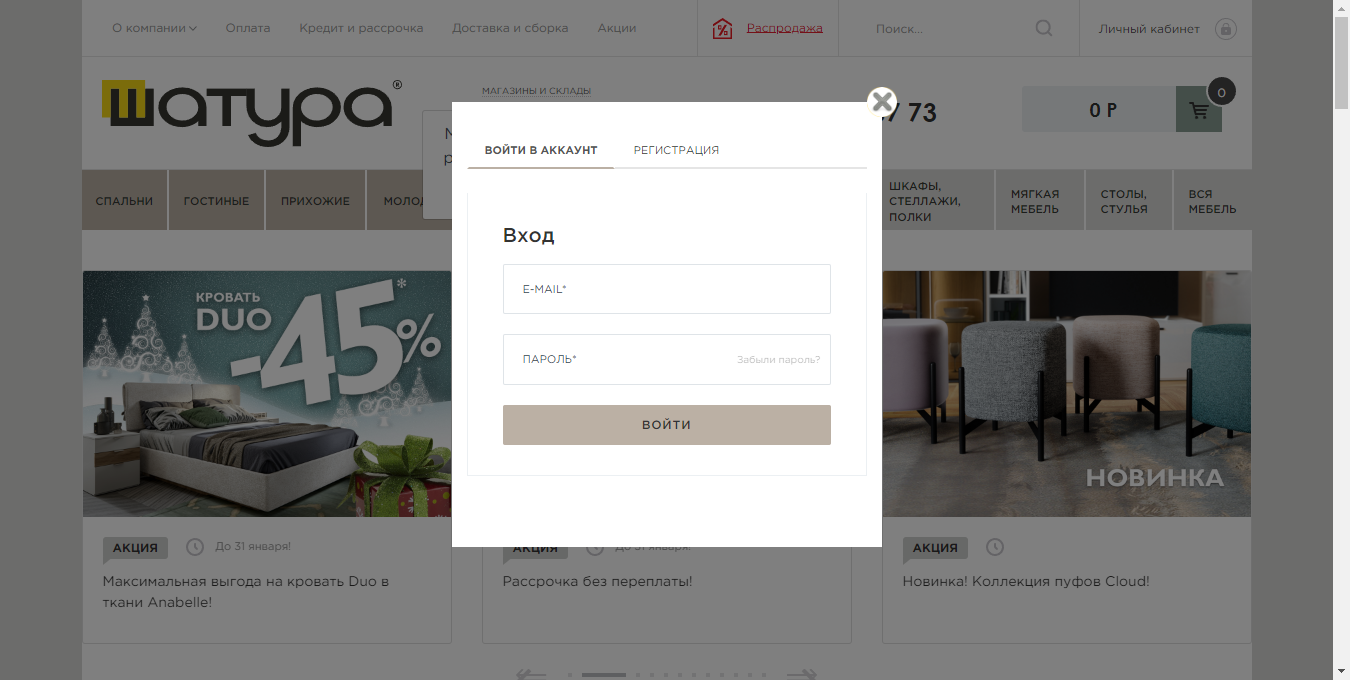 О компании
Оплата
Кредит и рассрочка
Доставка и сборка
Акции
Распродажа
Поиск...
Личный кабинет
шатура®
МАГАЗИНЫ И СКЛАДЫ
73
0 Р
0
СПАЛЬНИ
ГОСТИНЫЕ
ПРИХОЖИЕ
ШКАФЫ,
СТЕЛЛАЖИ,
ПОЛКИ
МЯГКАЯ
МЕБЕЛЬ
СТОЛЫ,
СТУЛЬЯ
ВСЯ
МЕБЕЛЬ
ВОЙТИ В АККАУНТ
РЕГИСТРАЦИЯ
Вход
E-MAIL*
ПАРОЛЬ*
Забыли пароль?
ВОЙТИ
КРОВАТЬ
DUO
-45%*
НОВИНКА
АКЦИЯ
До 31 января!
Максимальная выгода на кровать Duo в
ткани Anabelle!
АКЦИЯ
До 31 января!
Рассрочка без переплаты!
АКЦИЯ
Новинка! Коллекция пуфов Cloud!